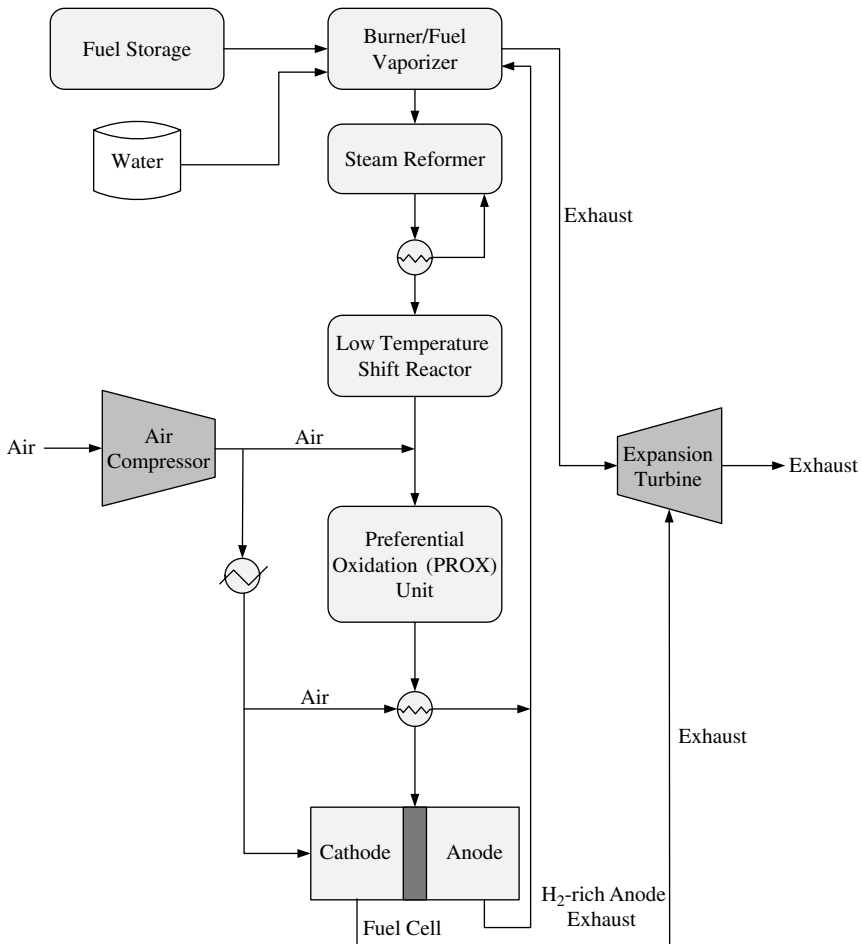 Fuel Storage
Burner/Fuel
Vaporizer
Water
Steam Reformer
Exhaust
Low Temperature
Shift Reactor
Air
Air
Compressor
Air
Expansion
Turbine
Exhaust
Preferential
Oxidation (PROX)
Unit
Air
Exhaust
Cathode
Anode
H₂-rich Anode
Exhaust
Fuel Cell